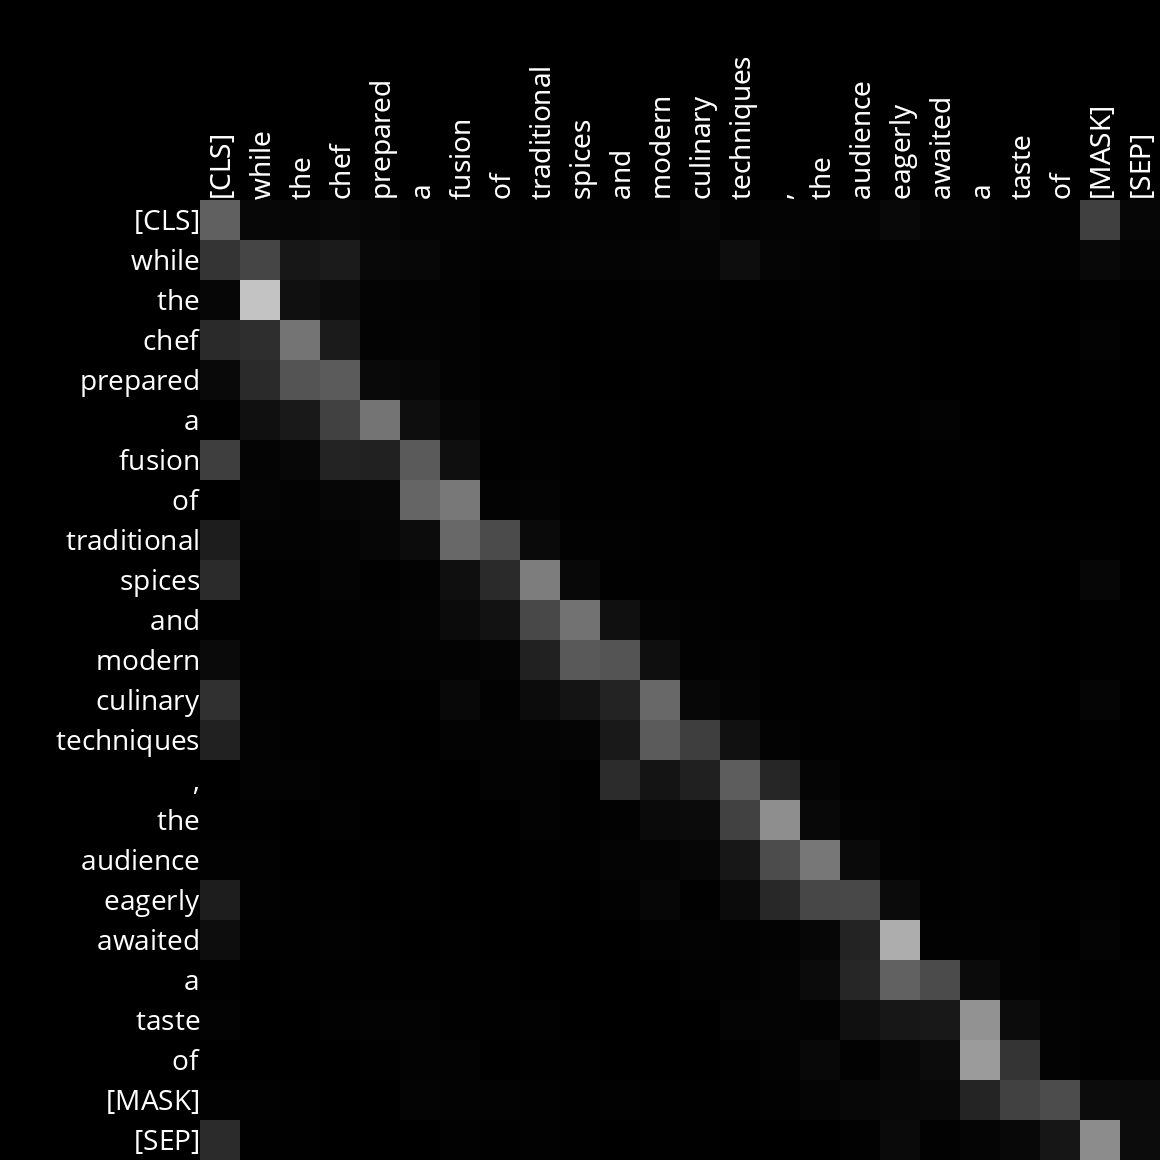 [CLS] while the chef prepared a fusion of traditional spices and modern culinary techniques , the audience eagerly awaited a taste of [MASK] [SEP]
[CLS]
while
the
chef
prepared
a
fusion
of
traditional
spices
and
modern
culinary
techniques
,
the
audience
eagerly
awaited
a
taste
of
[MASK]
[SEP]